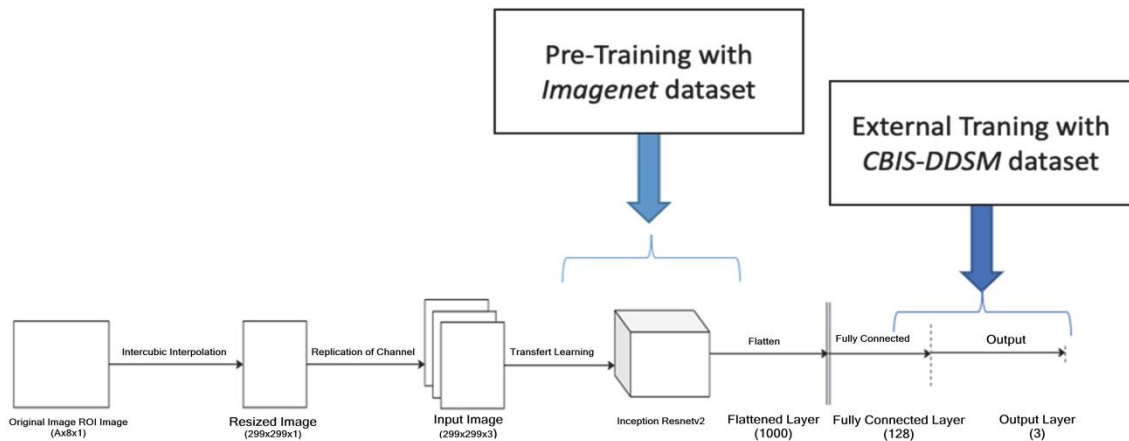 Pre-Training with
Imagenet dataset
External Traning with
CBIS-DDSM dataset
Intercubic Interpolation
Replication of Channel
Transfert Learning
Flatten
Fully Connected
Output
Original Image ROI Image
(Ax8x1)
Resized Image
(299x299x1)
Input Image
(299x299x3)
Inception Resnetv2
Flattened Layer
(1000)
Fully Connected Layer
(128)
Output Layer
(3)